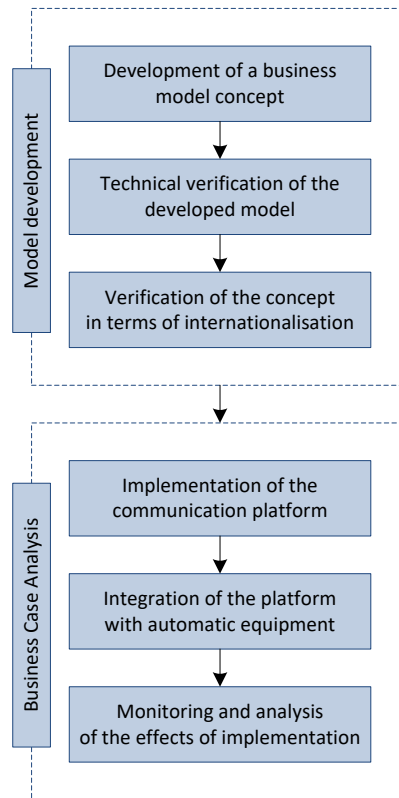 Model development
Development of a business
model concept
Technical verification of the
developed model
Verification of the concept
in terms of internationalisation
Business Case Analysis
Implementation of the
communication platform
Integration of the platform
with automatic equipment
Monitoring and analysis
of the effects of implementation